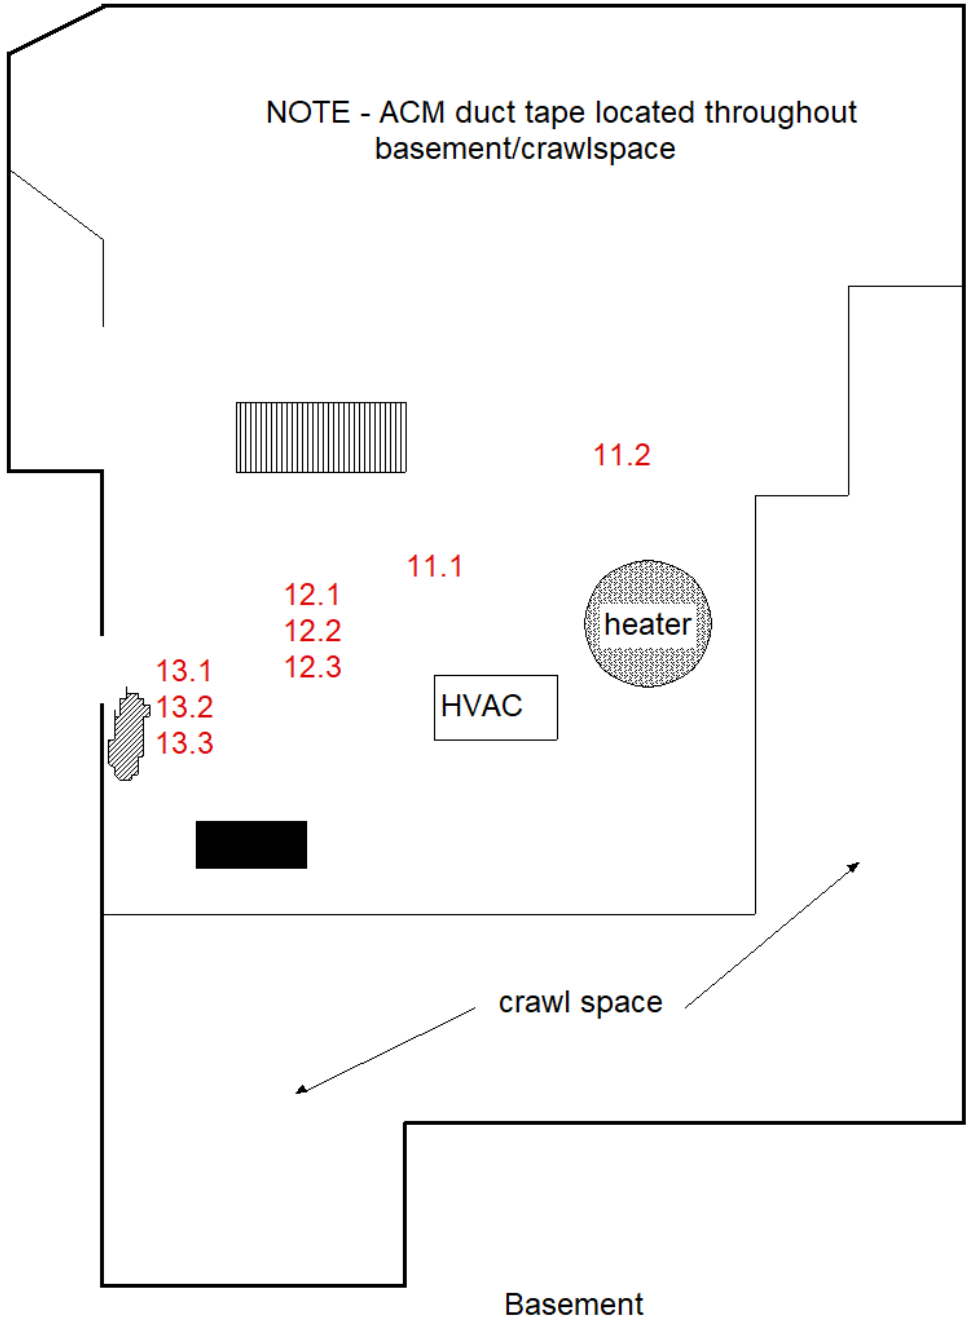 NOTE - ACM duct tape located throughout
basement/crawlspace
11.2
11.1
12.1
12.2
12.3
heater
13.1
13.2
13.3
HVAC
crawl space
Basement